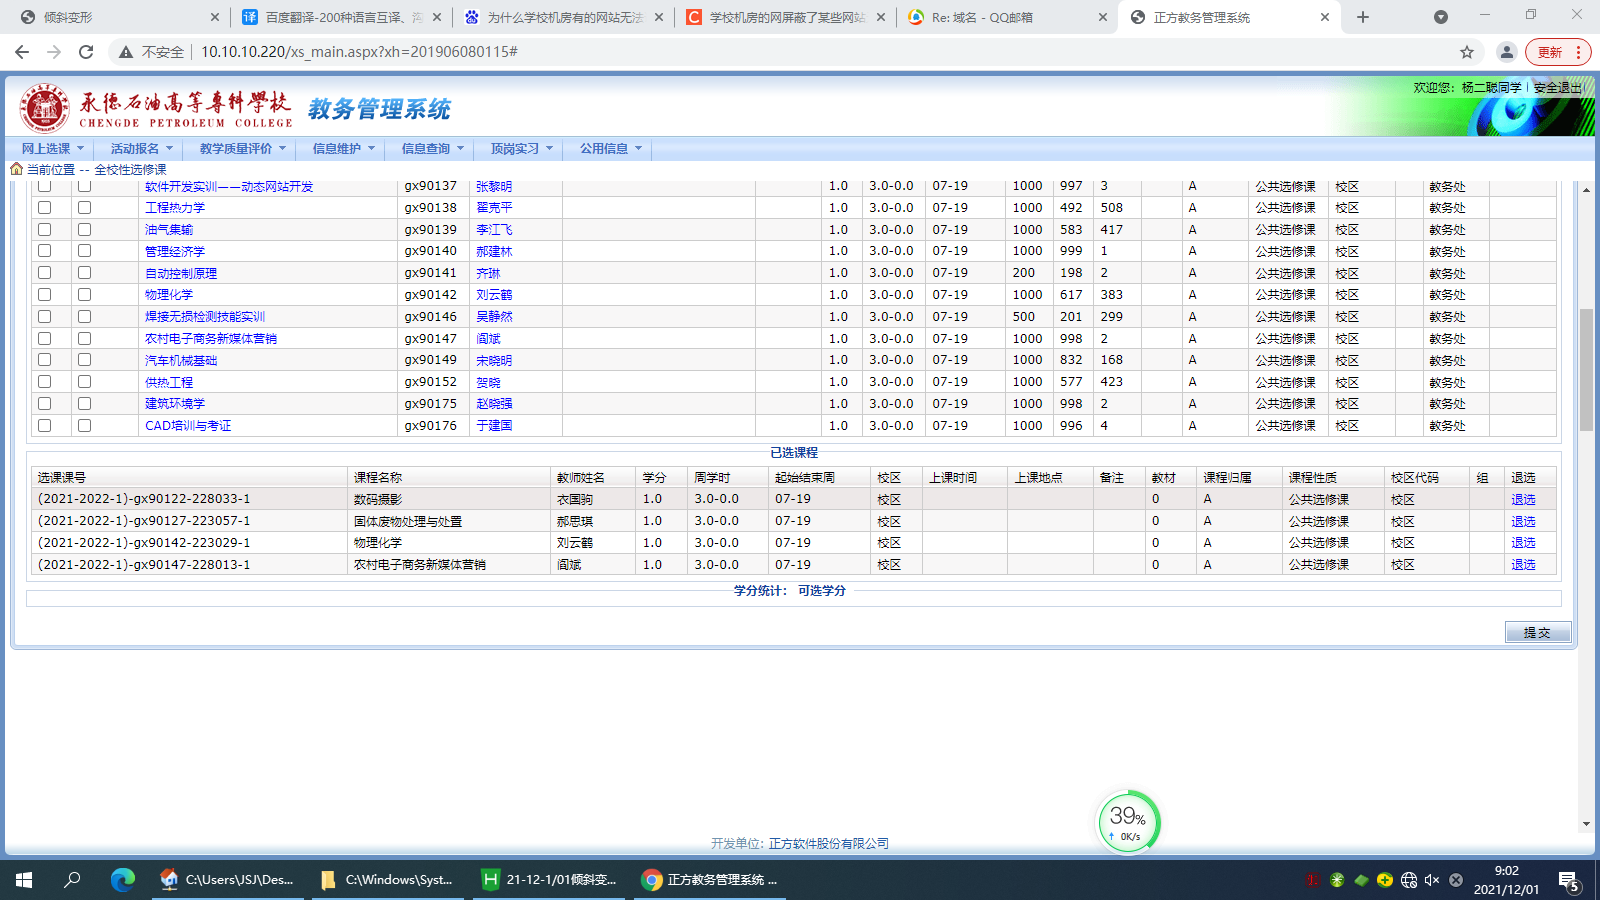 倾斜变形
百度翻译-200种语言互译、沟
为什么学校机房有的网站无法
学校机房的网屏蔽了某些网站
Re: 域名 - QQ邮箱
正方教务管理系统
不安全 10.10.10.220/xs_main.aspx?xh=201906080115#
更新
承德石油高等專科學校
CHENGDE PETROLEUM COLLEGE
教务管理系统
欢迎您： 杨二聪同学 安全退出
网上选课 活动报名 教学质量评价 信息维护 信息查询 顶岗实习 公用信息
当前位置 -- 全校性选修课
软件开发实训——动态网站开发 gx90137 张黎明 1.0 3.0-0.0 07-19 1000 997 3 A 公共选修课 校区 教务处
工程热力学 gx90138 翟亮平 1.0 3.0-0.0 07-19 1000 492 508 A 公共选修课 校区 教务处
油气集输 gx90139 李江飞 1.0 3.0-0.0 07-19 1000 583 417 A 公共选修课 校区 教务处
管理经济学 gx90140 郝建林 1.0 3.0-0.0 07-19 1000 999 1 A 公共选修课 校区 教务处
自动控制原理 gx90141 齐琳 1.0 3.0-0.0 07-19 200 198 2 A 公共选修课 校区 教务处
物理化学 gx90142 刘云鹤 1.0 3.0-0.0 07-19 1000 617 383 A 公共选修课 校区 教务处
焊接无损检测技能实训 gx90146 吴静然 1.0 3.0-0.0 07-19 500 201 299 A 公共选修课 校区 教务处
农村电子商务新媒体营销 gx90147 阎斌 1.0 3.0-0.0 07-19 1000 998 2 A 公共选修课 校区 教务处
汽车机械基础 gx90149 宋晓明 1.0 3.0-0.0 07-19 1000 832 168 A 公共选修课 校区 教务处
供热工程 gx90152 贺晓 1.0 3.0-0.0 07-19 1000 577 423 A 公共选修课 校区 教务处
建筑环境学 gx90175 赵晓强 1.0 3.0-0.0 07-19 1000 998 2 A 公共选修课 校区 教务处
CAD培训与考证 gx90176 于建国 1.0 3.0-0.0 07-19 1000 996 4 A 公共选修课 校区 教务处
已选课程
选课课号 课程名称 教师姓名 学分 周学时 起始结束周 校区 上课时间 上课地点 备注 教材 课程归属 课程性质 校区代码 组 退选
(2021-2022-1)-gx90122-228033-1 数码摄影 衣国驹 1.0 3.0-0.0 07-19 校区 0 A 公共选修课 校区 退选
(2021-2022-1)-gx90127-223057-1 固体废物处理与处置 郝思琪 1.0 3.0-0.0 07-19 校区 0 A 公共选修课 校区 退选
(2021-2022-1)-gx90142-223029-1 物理化学 刘云鹤 1.0 3.0-0.0 07-19 校区 0 A 公共选修课 校区 退选
(2021-2022-1)-gx90147-228013-1 农村电子商务新媒体营销 阎斌 1.0 3.0-0.0 07-19 校区 0 A 公共选修课 校区 退选
学分统计： 可选学分
提 交
39%
0K/s
开发单位: 正方软件股份有限公司
C:\Users\JSJ\Des...
C:\Windows\Syst...
21-12-1/01倾斜变...
正方教务管理系统 ...
9:02
2021/12/01
5